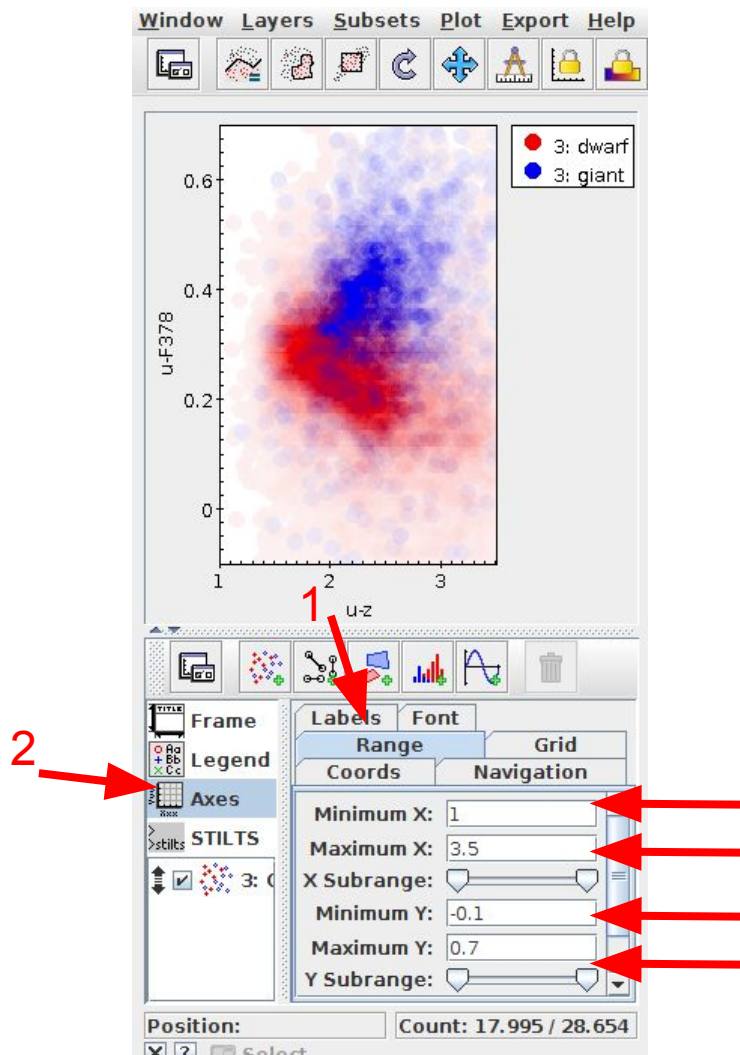 Window Layers Subsets Plot Export Help
3: dwarf
3: giant
0.6
0.4
0.2
0
u-F378
1 2 3
u-z
1
2
TITLE
Frame
Legend
Axes
STILTS
stilts
3: (
Labels Font
Range Grid
Coords Navigation
Minimum X: 1
Maximum X: 3.5
X Subrange:
Minimum Y: -0.1
Maximum Y: 0.7
Y Subrange:
Position:
Count: 17.995 / 28.654